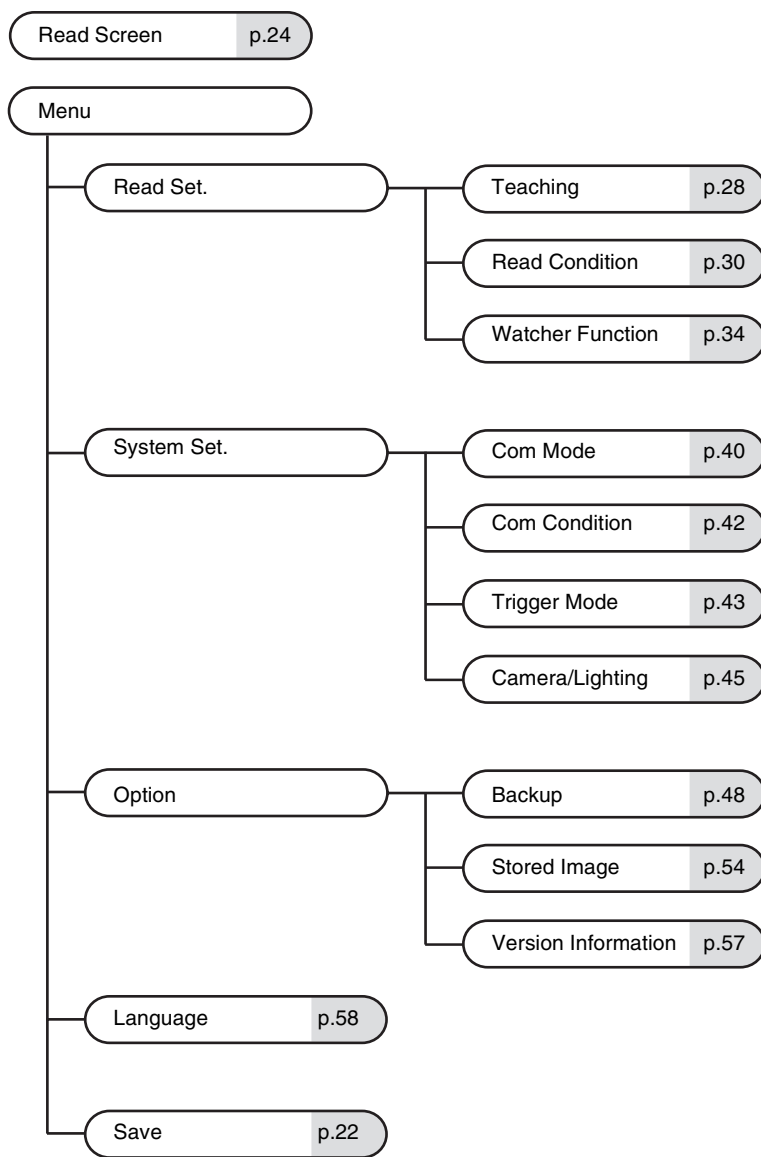 Read Screen p.24
Menu
Read Set.
Teaching p.28
Read Condition p.30
Watcher Function p.34
System Set.
Com Mode p.40
Com Condition p.42
Trigger Mode p.43
Camera/Lighting p.45
Option
Backup p.48
Stored Image p.54
Version Information p.57
Language p.58
Save p.22